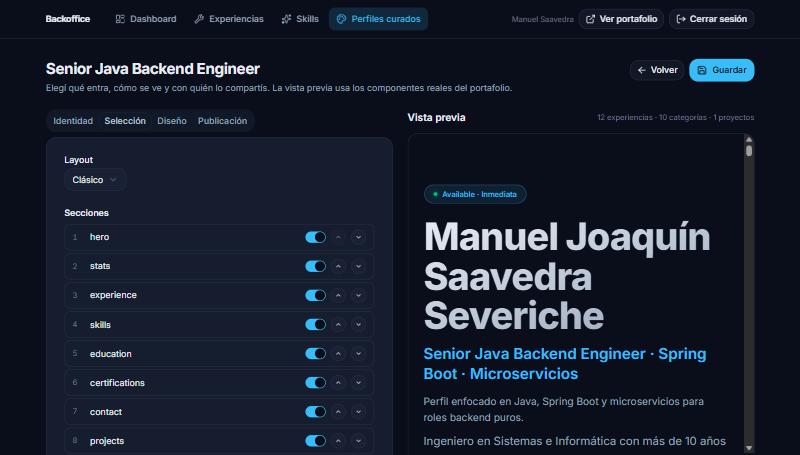 Backoffice
Dashboard
Experiencias
Skills
Perfiles curados
Manuel Saavedra
Ver portafolio
Cerrar sesión
Senior Java Backend Engineer
Elegí qué entra, cómo se ve y con quién lo compartís. La vista previa usa los componentes reales del portafolio.
Volver
Guardar
Identidad
Selección
Diseño
Publicación
Layout
Clásico
Secciones
1 hero
2 stats
3 experience
4 skills
5 education
6 certifications
7 contact
8 projects
Vista previa
12 experiencias · 10 categorías · 1 proyectos
Available · Inmediata
Manuel Joaquín
Saavedra
Severiche
Senior Java Backend Engineer · Spring
Boot · Microservicios
Perfil enfocado en Java, Spring Boot y microservicios para
roles backend puros.
Ingeniero en Sistemas e Informática con más de 10 años